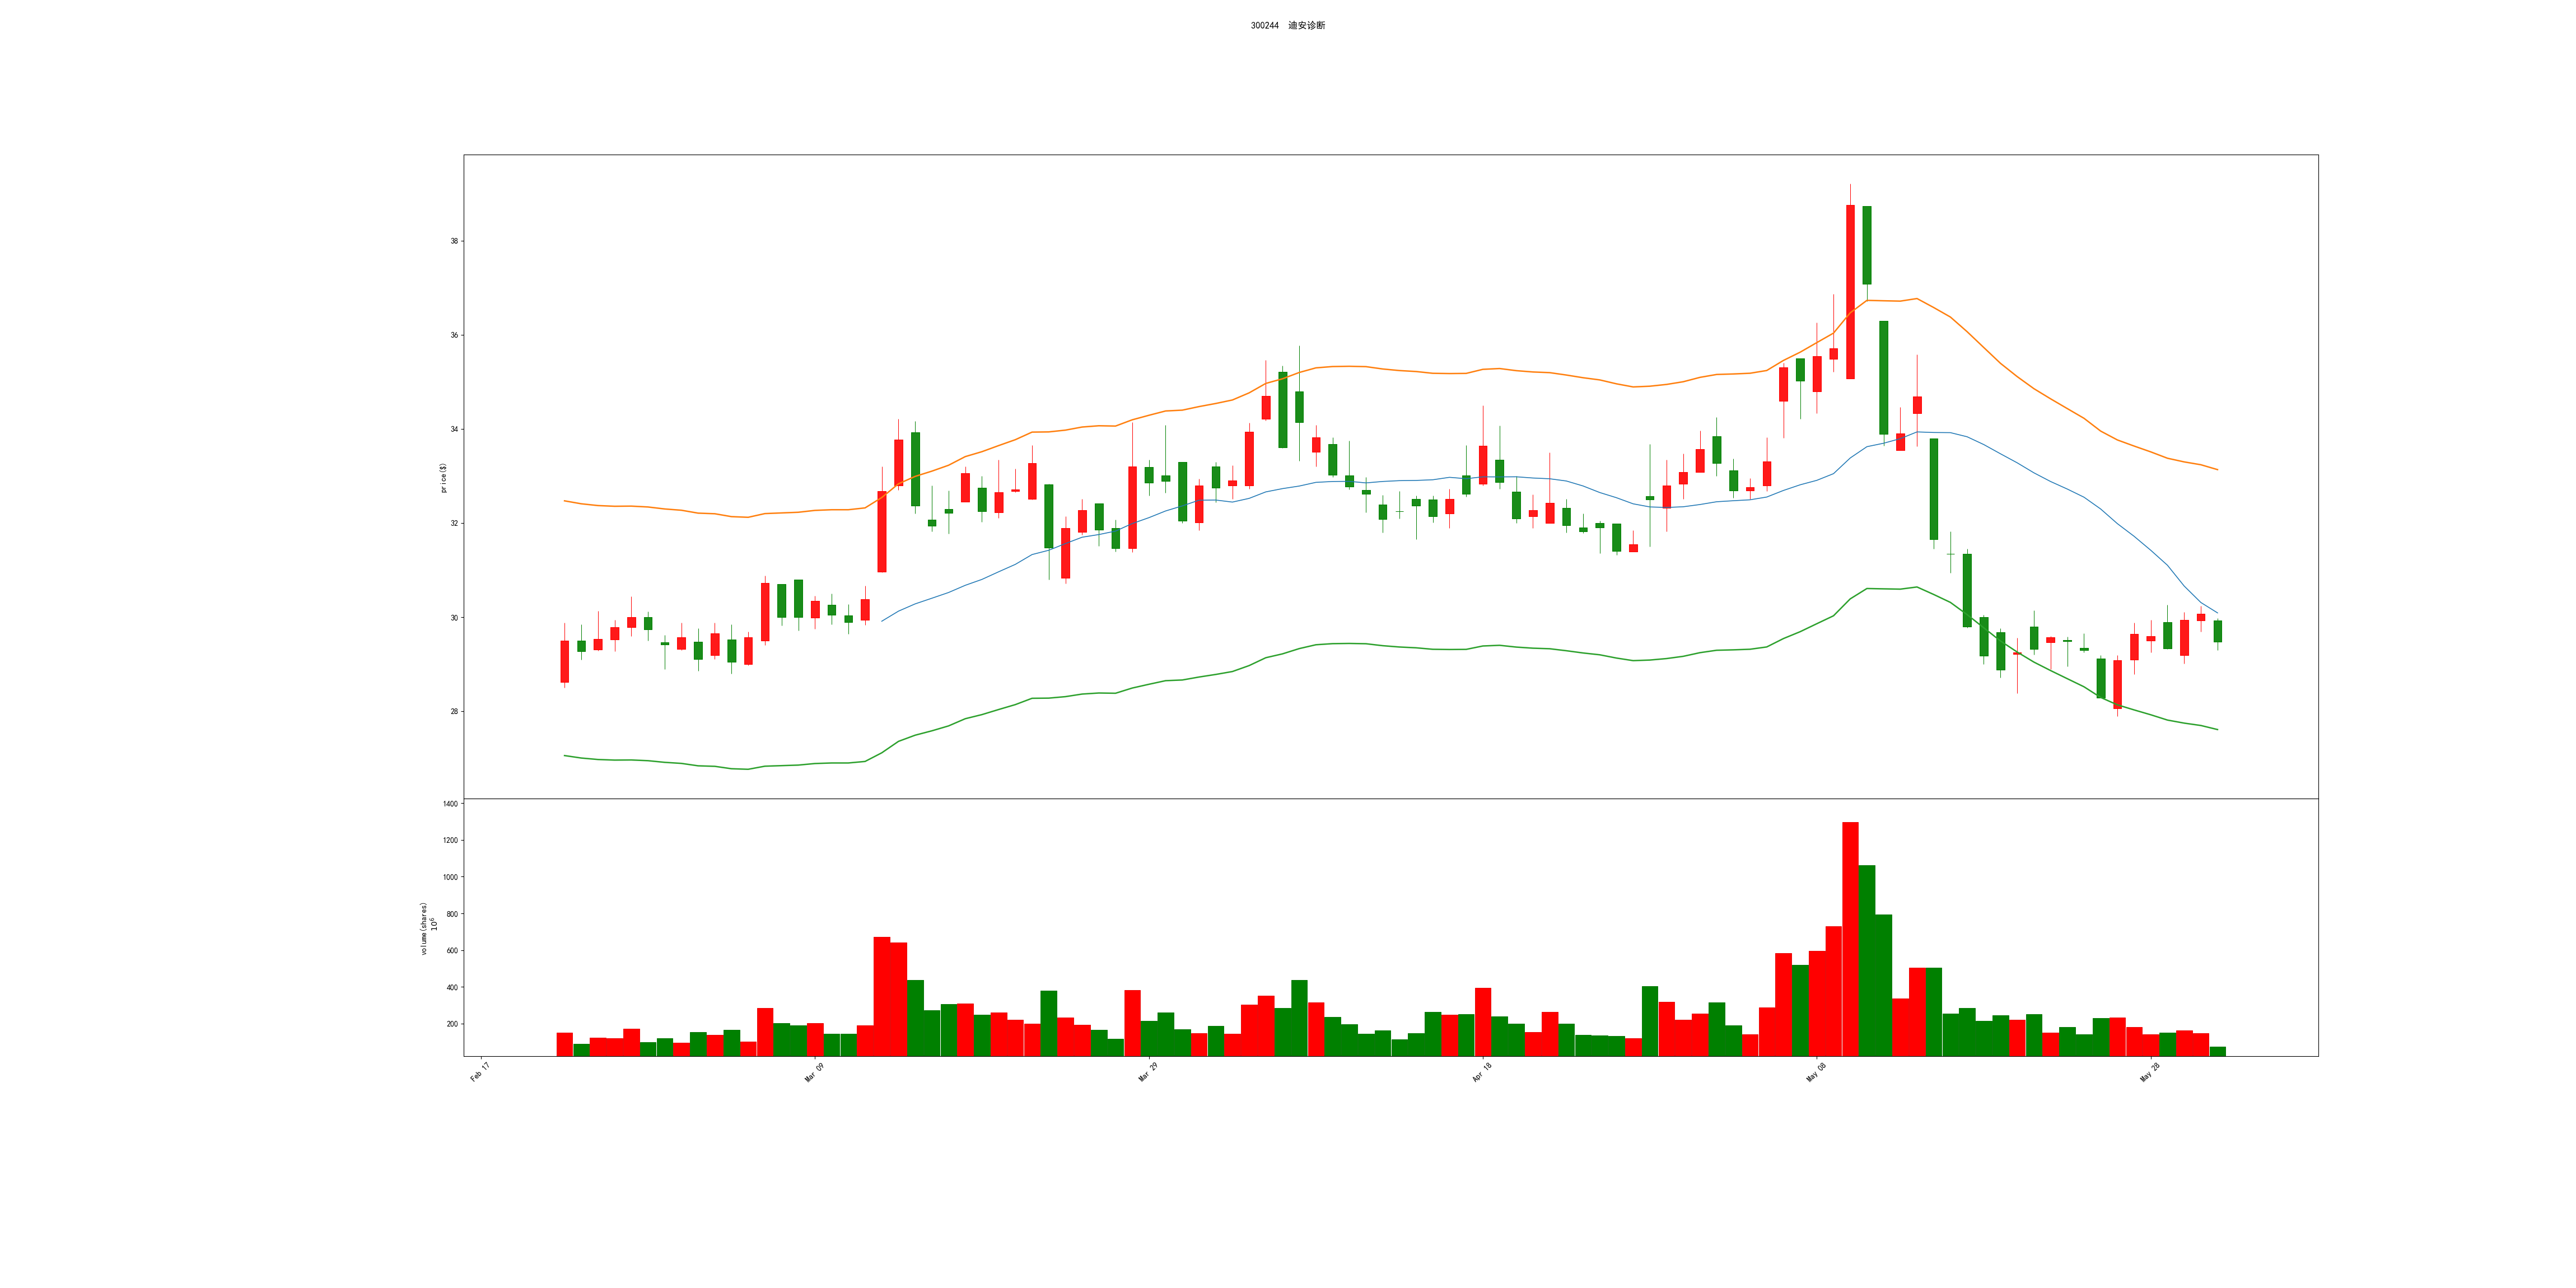 300244 迪安诊断
price($)
38
36
34
32
30
28
volume(shares)
10⁶
1400
1200
1000
800
600
400
200
Feb 17
Mar 09
Mar 29
Apr 18
May 08
May 28